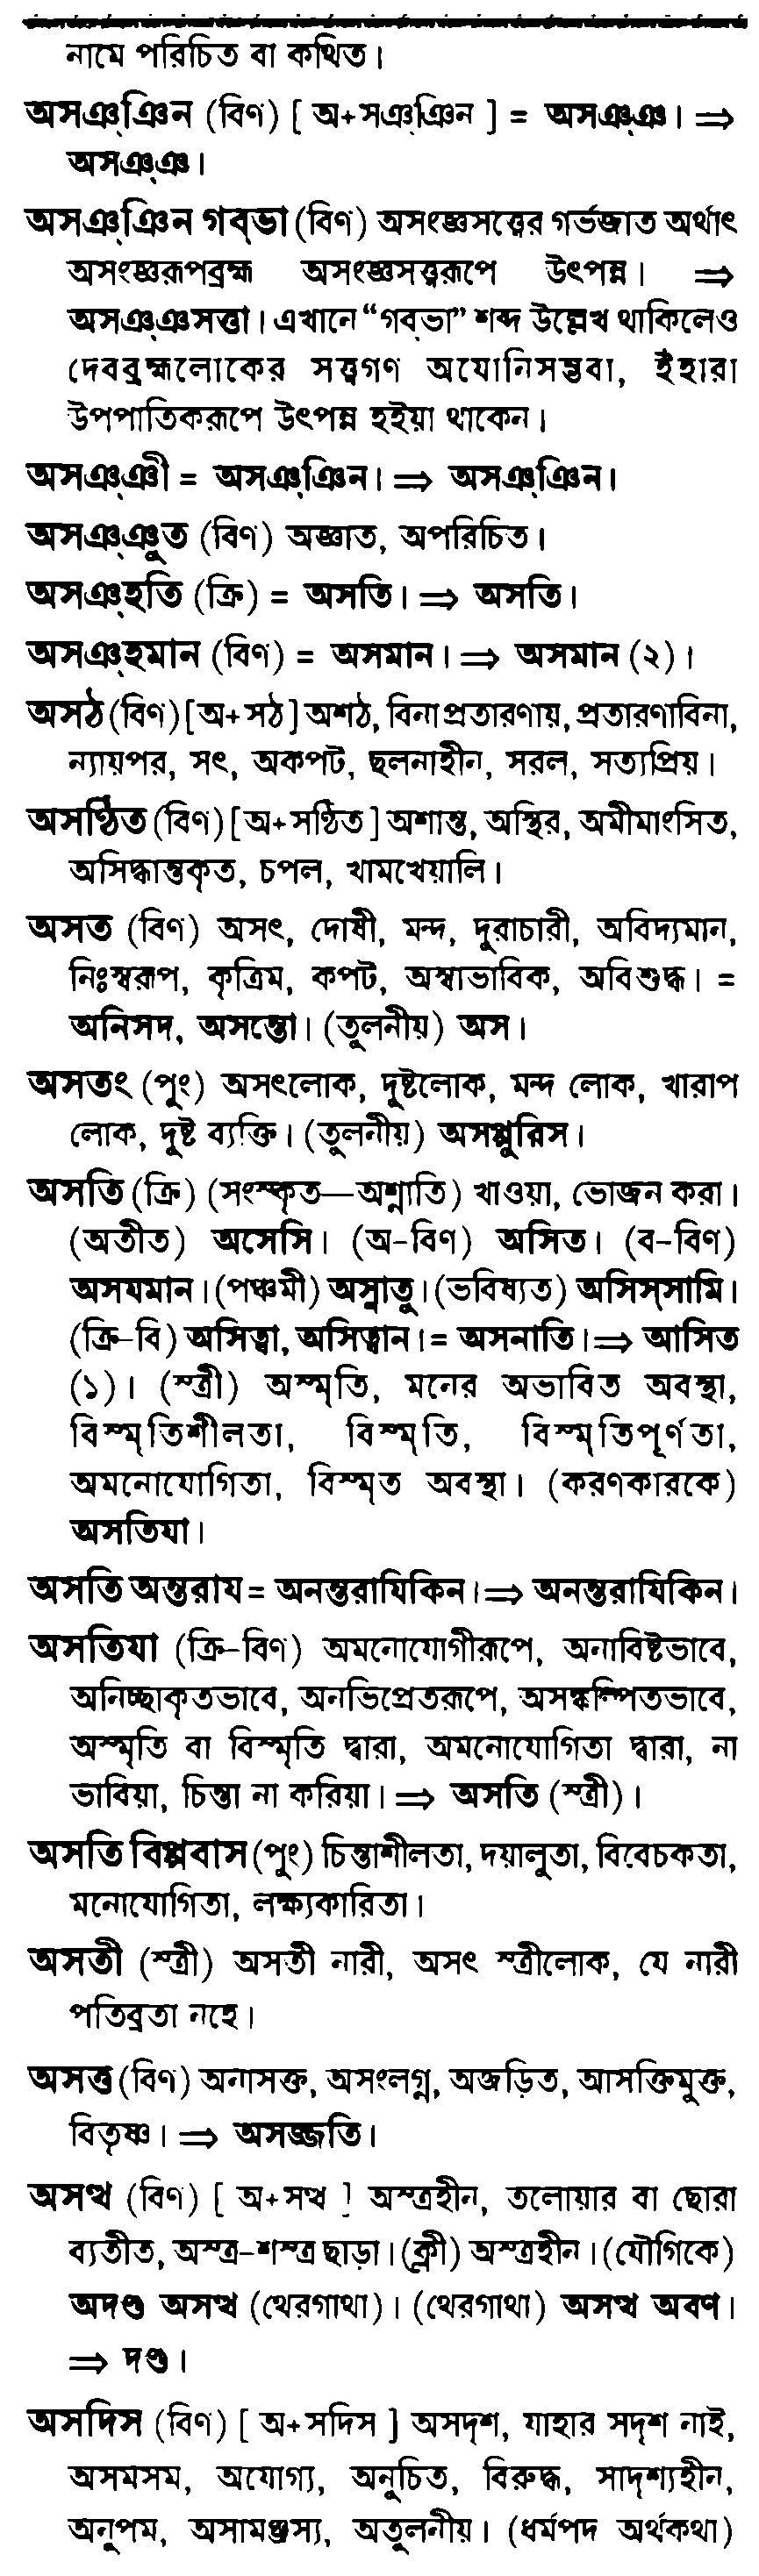 নামে পরিচিত বা কথিত।
অসঞ্ঞিন (বিণ) [ অ+সঞ্ঞিন ] = অসঞ্ঞ। ⇒
অসঞ্ঞ।
অসঞ্ঞিন গব্ভা (বিণ) অসংজ্ঞসত্ত্বের গর্ভজাত অর্থাৎ
অসংজ্ঞরূপব্রহ্ম অসংজ্ঞসত্ত্বরূপে উৎপন্ন। ⇒
অসঞ্ঞসত্তা। এখানে “গব্ভা” শব্দ উল্লেখ থাকিলেও
দেবব্রহ্মলোকের সত্ত্বগণ অযোনিসম্ভবা, ইঁহারা
উপপাতিকরূপে উৎপন্ন হইয়া থাকেন।
অসঞ্ঞী = অসঞ্ঞিন। ⇒ অসঞ্ঞিন।
অসঞ্ঞুত (বিণ) অজ্ঞাত, অপরিচিত।
অসঞ্হতি (ক্রি) = অসতি। ⇒ অসতি।
অসঞ্হমান (বিণ) = অসমান। ⇒ অসমান (২)।
অসঠ (বিণ) [অ+সঠ] অশঠ, বিনা প্রতারণায়, প্রতারণাবিনা,
ন্যায়পর, সৎ, অকপট, ছলনাহীন, সরল, সত্যপ্রিয়।
অসণ্ঠিত (বিণ) [অ+সণ্ঠিত] অশান্ত, অস্থির, অমীমাংসিত,
অসিদ্ধান্তকৃত, চপল, খামখেয়ালি।
অসত (বিণ) অসৎ, দোষী, মন্দ, দুরাচারী, অবিদ্যমান,
নিঃস্বরূপ, কৃত্রিম, কপট, অস্বাভাবিক, অবিশুদ্ধ। =
অনিসদ, অসন্তো। (তুলনীয়) অস।
অসতং (পুং) অসৎলোক, দুষ্টলোক, মন্দ লোক, খারাপ
লোক, দুষ্ট ব্যক্তি। (তুলনীয়) অসপ্পুরিস।
অসতি (ক্রি) (সংস্কৃত—অশ্নাতি) খাওয়া, ভোজন করা।
(অতীত) অসেসি। (অ-বিণ) অসিত। (ব-বিণ)
অসযমান। (পঞ্চমী) অস্নাতু। (ভবিষ্যত) অসিস্সামি।
(ক্রি-বি) অসিত্বা, অসিত্বান। = অসনাতি। ⇒ আসিত
(১)। (স্ত্রী) অস্মৃতি, মনের অভাবিত অবস্থা,
বিস্মৃতিশীলতা, বিস্মৃতি, বিস্মৃতিপূর্ণতা,
অমনোযোগিতা, বিস্মৃত অবস্থা। (করণকারকে)
অসতিযা।
অসতি অন্তরায = অনন্তরাযিকিন। ⇒ অনন্তরাযিকিন।
অসতিযা (ক্রি-বিণ) অমনোযোগীরূপে, অনাবিষ্টভাবে,
অনিচ্ছাকৃতভাবে, অনভিপ্রেতরূপে, অসঙ্কল্পিতভাবে,
অস্মৃতি বা বিস্মৃতি দ্বারা, অমনোযোগিতা দ্বারা, না
ভাবিয়া, চিন্তা না করিয়া। ⇒ অসতি (স্ত্রী)।
অসতি বিপ্পবাস (পুং) চিন্তাশীলতা, দয়ালুতা, বিবেচকতা,
মনোযোগিতা, লক্ষ্যকারিতা।
অসতী (স্ত্রী) অসতী নারী, অসৎ স্ত্রীলোক, যে নারী
পতিব্রতা নহে।
অসত্ত (বিণ) অনাসক্ত, অসংলগ্ন, অজড়িত, আসক্তিমুক্ত,
বিতৃষ্ণ। ⇒ অসজ্জতি।
অসত্থ (বিণ) [ অ+সত্থ ] অস্ত্রহীন, তলোয়ার বা ছোরা
ব্যতীত, অস্ত্র-শস্ত্র ছাড়া। (ক্লী) অস্ত্রহীন। (যৌগিকে)
অদণ্ড অসত্থ (থেরগাথা)। (থেরগাথা) অসত্থ অবণ।
⇒ দণ্ড।
অসদিস (বিণ) [ অ+সদিস ] অসদৃশ, যাহার সদৃশ নাই,
অসমসম, অযোগ্য, অনুচিত, বিরুদ্ধ, সাদৃশ্যহীন,
অনুপম, অসামঞ্জস্য, অতুলনীয়। (ধর্মপদ অর্থকথা)